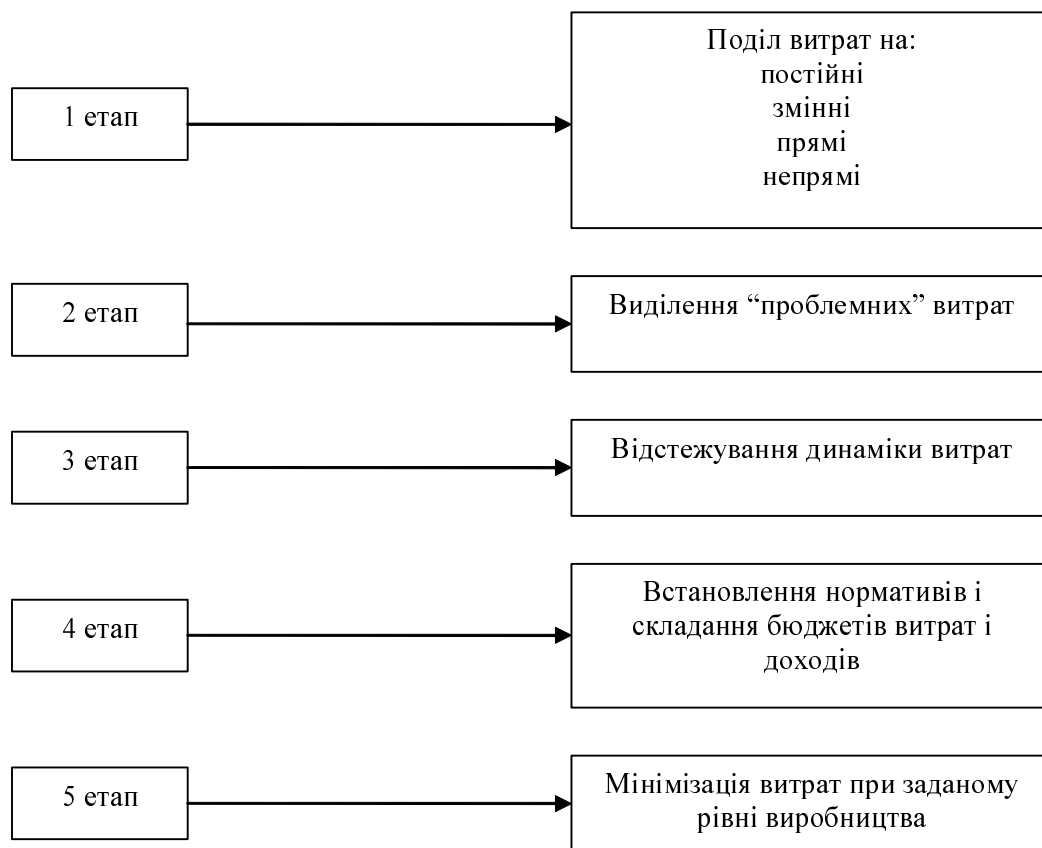 1 етап
Поділ витрат на:
постійні
змінні
прямі
непрямі
2 етап
Виділення “проблемних” витрат
3 етап
Відстежування динаміки витрат
4 етап
Встановлення нормативів і
складання бюджетів витрат і
доходів
5 етап
Мінімізація витрат при заданому
рівні виробництва